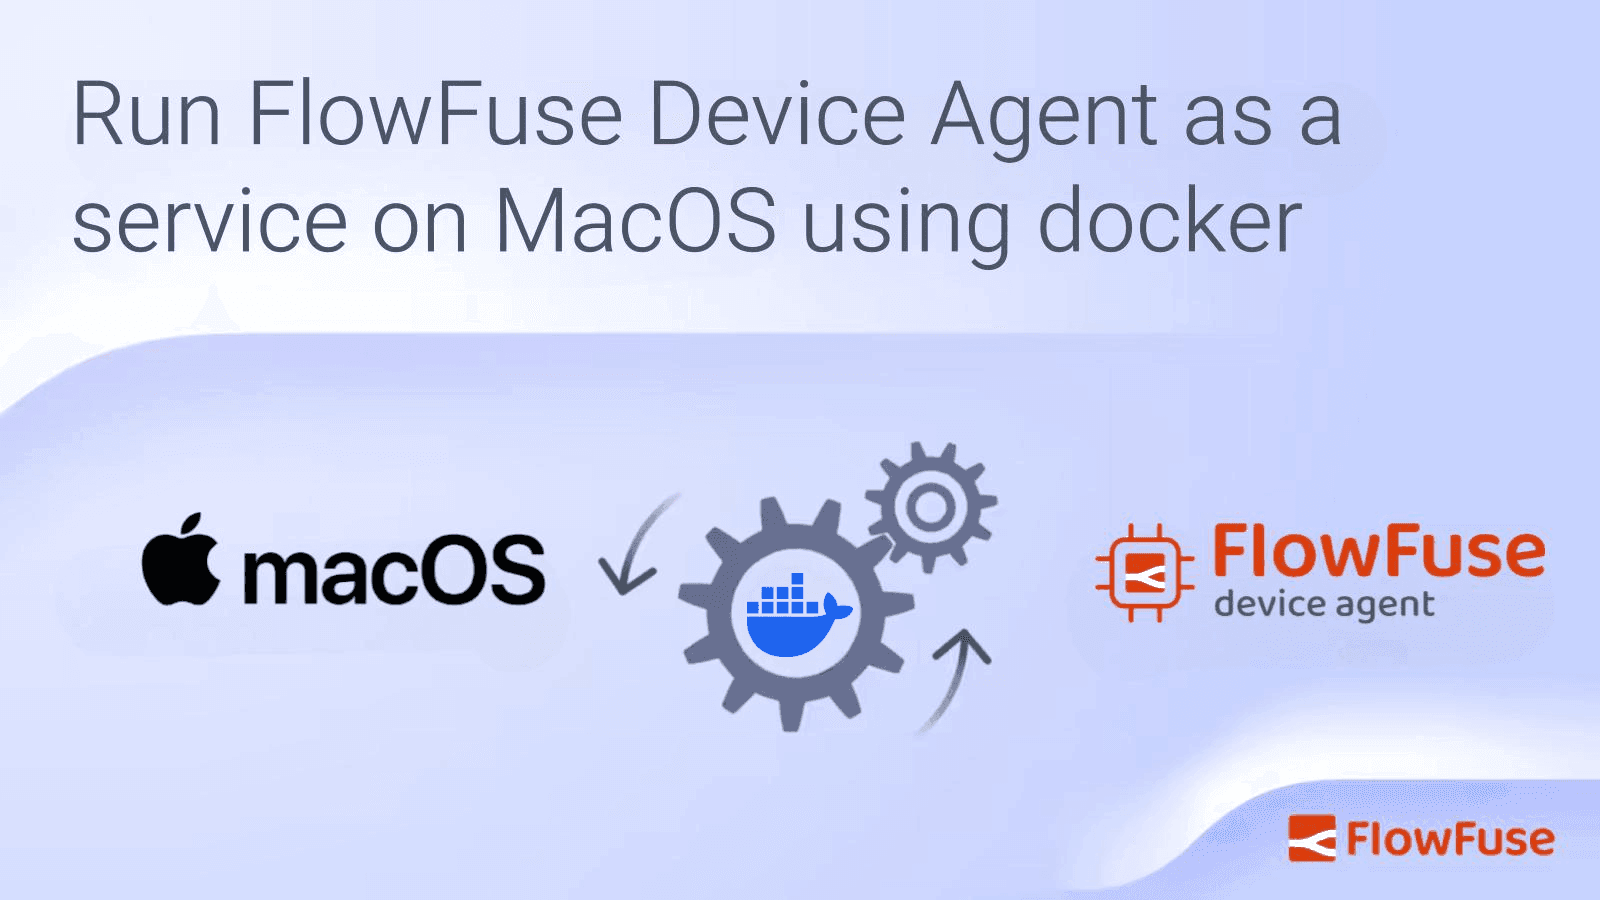 Run FlowFuse Device Agent as a
service on MacOS using docker
macOS
FlowFuse
device agent
FlowFuse